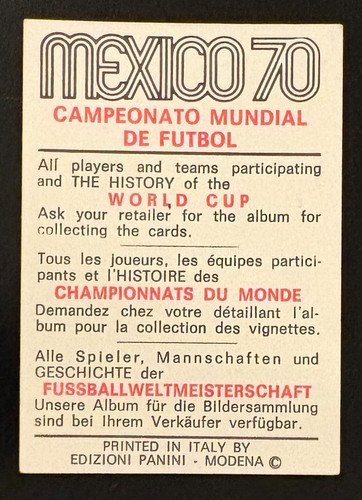 MEXICO 70
CAMPEONATO MUNDIAL
DE FUTBOL
All players and teams participating
and THE HISTORY of the
WORLD CUP
Ask your retailer for the album for
collecting the cards.
Tous les joueurs, les équipes partici-
pants et l'HISTOIRE des
CHAMPIONNATS DU MONDE
Demandez chez votre détaillant l'al-
bum pour la collection des vignettes.
Alle Spieler, Mannschaften und
GESCHICHTE der
FUSSBALLWELTMEISTERSCHAFT
Unsere Album für die Bildersammlung
sind bei Ihrem Verkäufer verfügbar.
PRINTED IN ITALY BY
EDIZIONI PANINI - MODENA ©